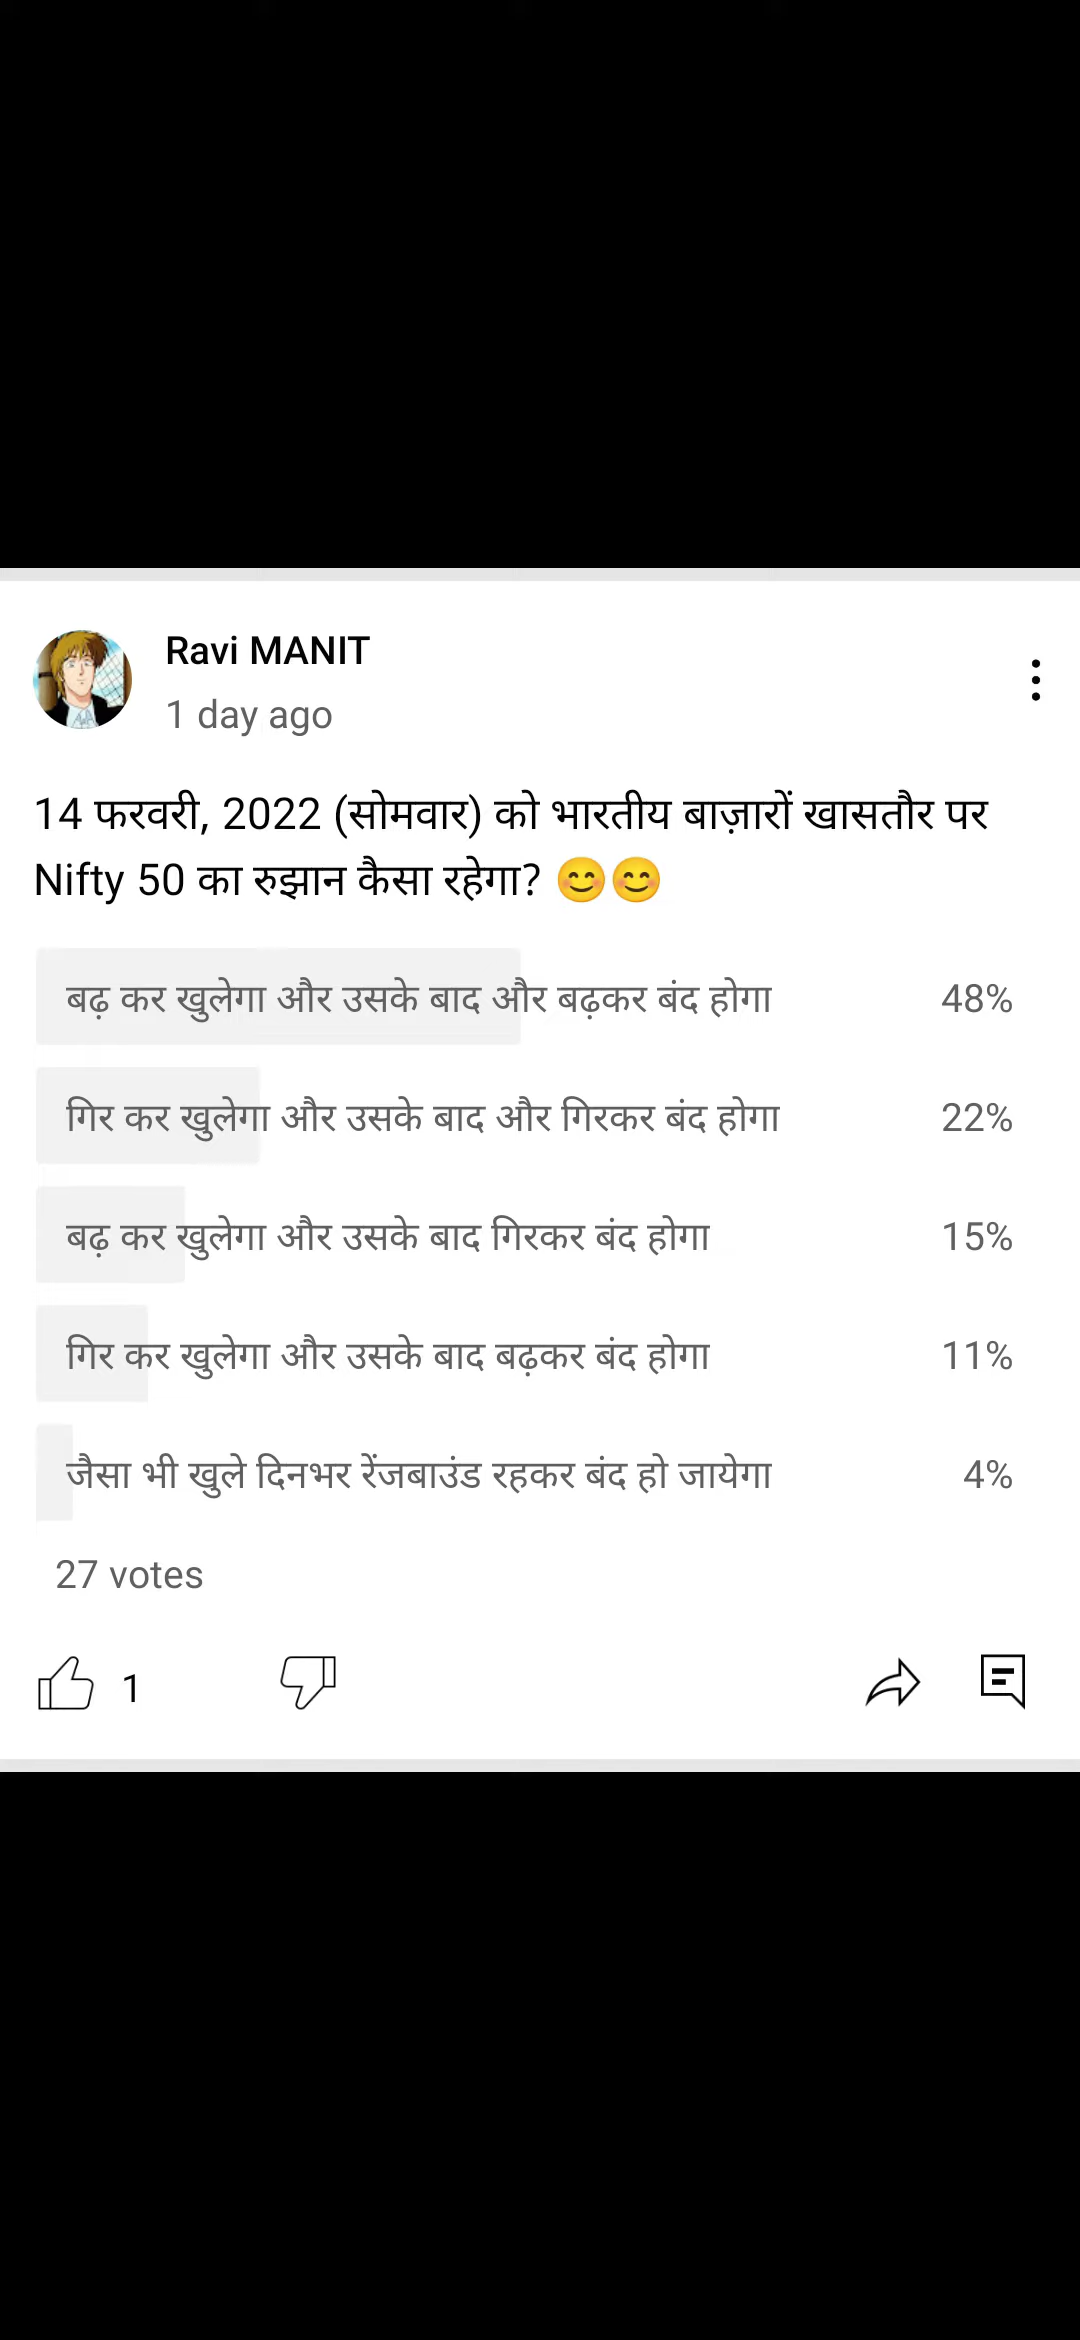 Ravi MANIT
1 day ago
14 फरवरी, 2022 (सोमवार) को भारतीय बाज़ारों खासतौर पर
Nifty 50 का रुझान कैसा रहेगा? 😊😊
बढ़ कर खुलेगा और उसके बाद और बढ़कर बंद होगा 48%
गिर कर खुलेगा और उसके बाद और गिरकर बंद होगा 22%
बढ़ कर खुलेगा और उसके बाद गिरकर बंद होगा 15%
गिर कर खुलेगा और उसके बाद बढ़कर बंद होगा 11%
जैसा भी खुले दिनभर रेंजबाउंड रहकर बंद हो जायेगा 4%
27 votes
1